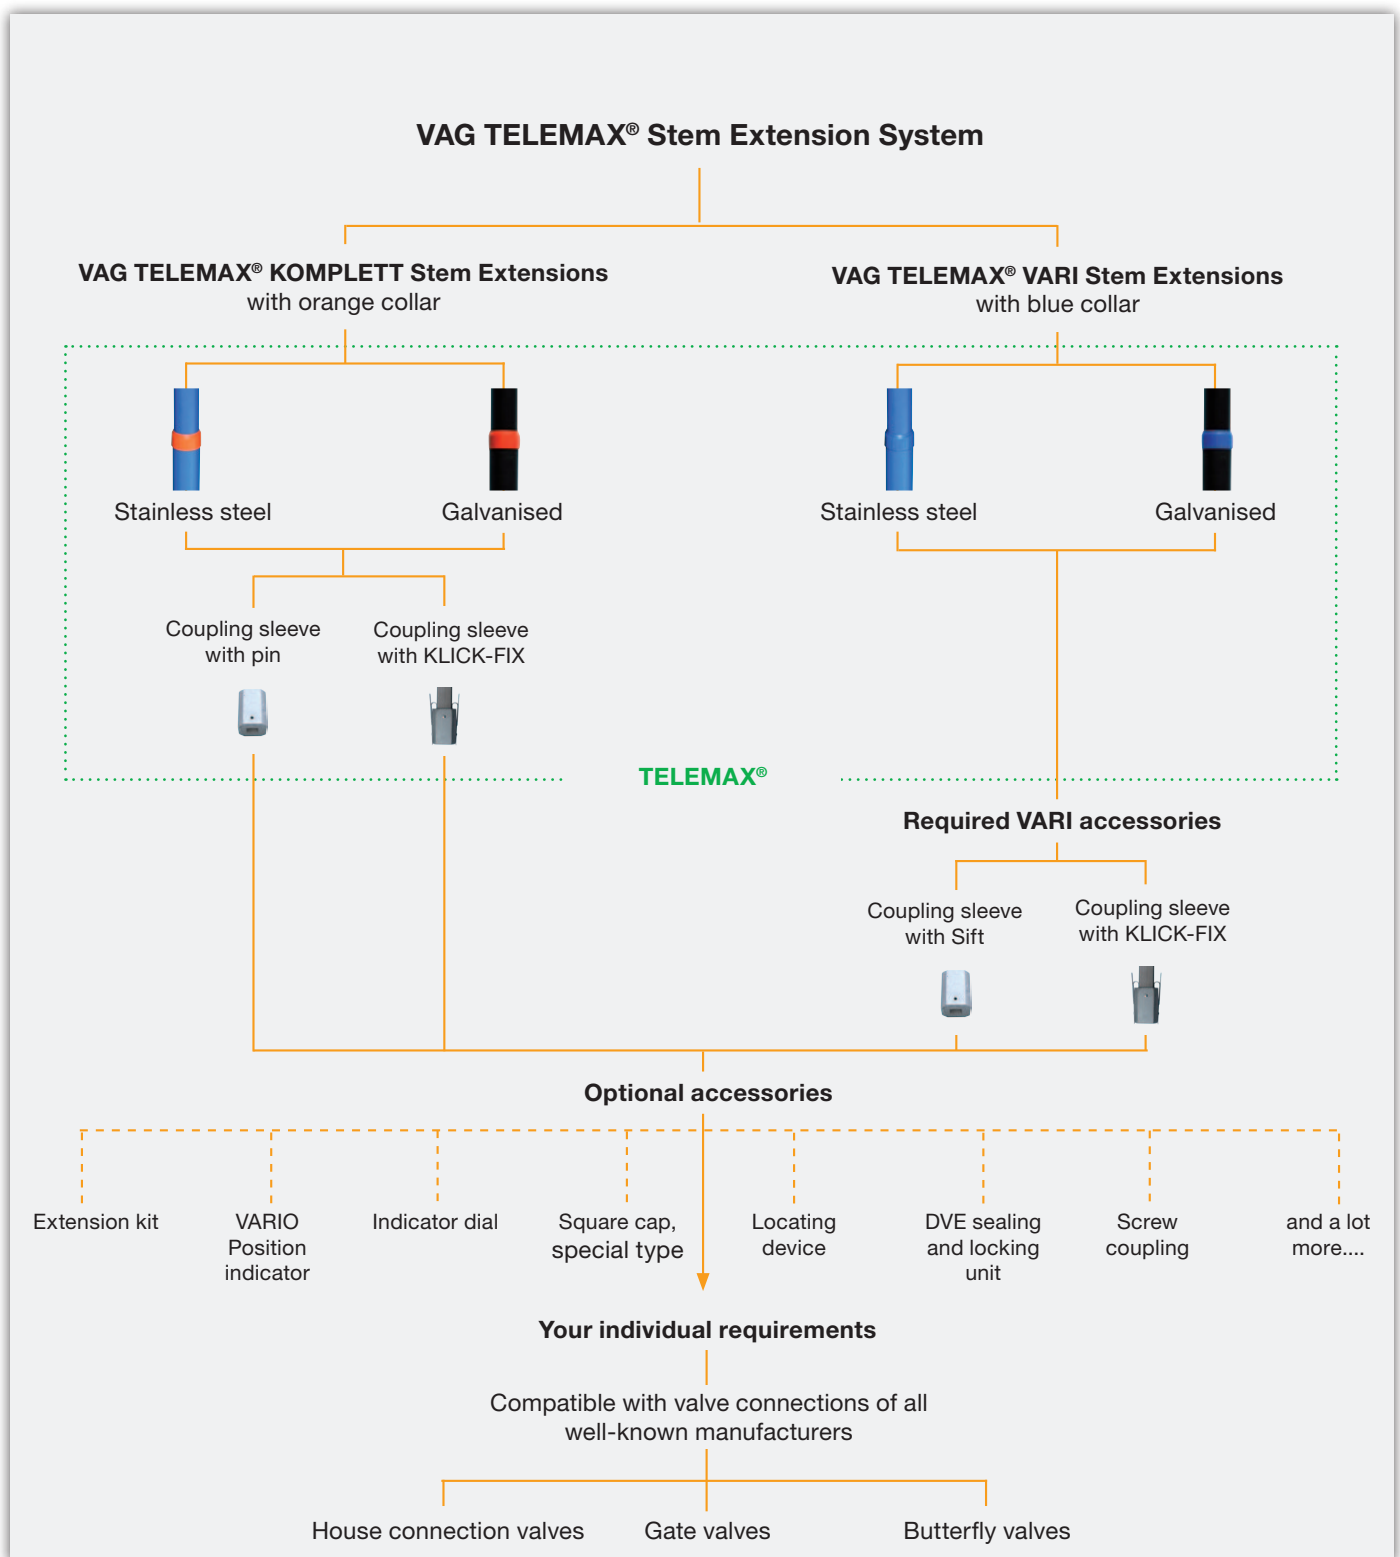 VAG TELEMAX® Stem Extension System
VAG TELEMAX® KOMPLETT Stem Extensions
with orange collar
VAG TELEMAX® VARI Stem Extensions
with blue collar
Stainless steel
Galvanised
Stainless steel
Galvanised
Coupling sleeve
with pin
Coupling sleeve
with KLICK-FIX
TELEMAX®
Required VARI accessories
Coupling sleeve
with Sift
Coupling sleeve
with KLICK-FIX
Optional accessories
Extension kit
VARIO
Position
indicator
Indicator dial
Square cap,
special type
Locating
device
DVE sealing
and locking
unit
Screw
coupling
and a lot
more....
Your individual requirements
Compatible with valve connections of all
well-known manufacturers
House connection valves
Gate valves
Butterfly valves